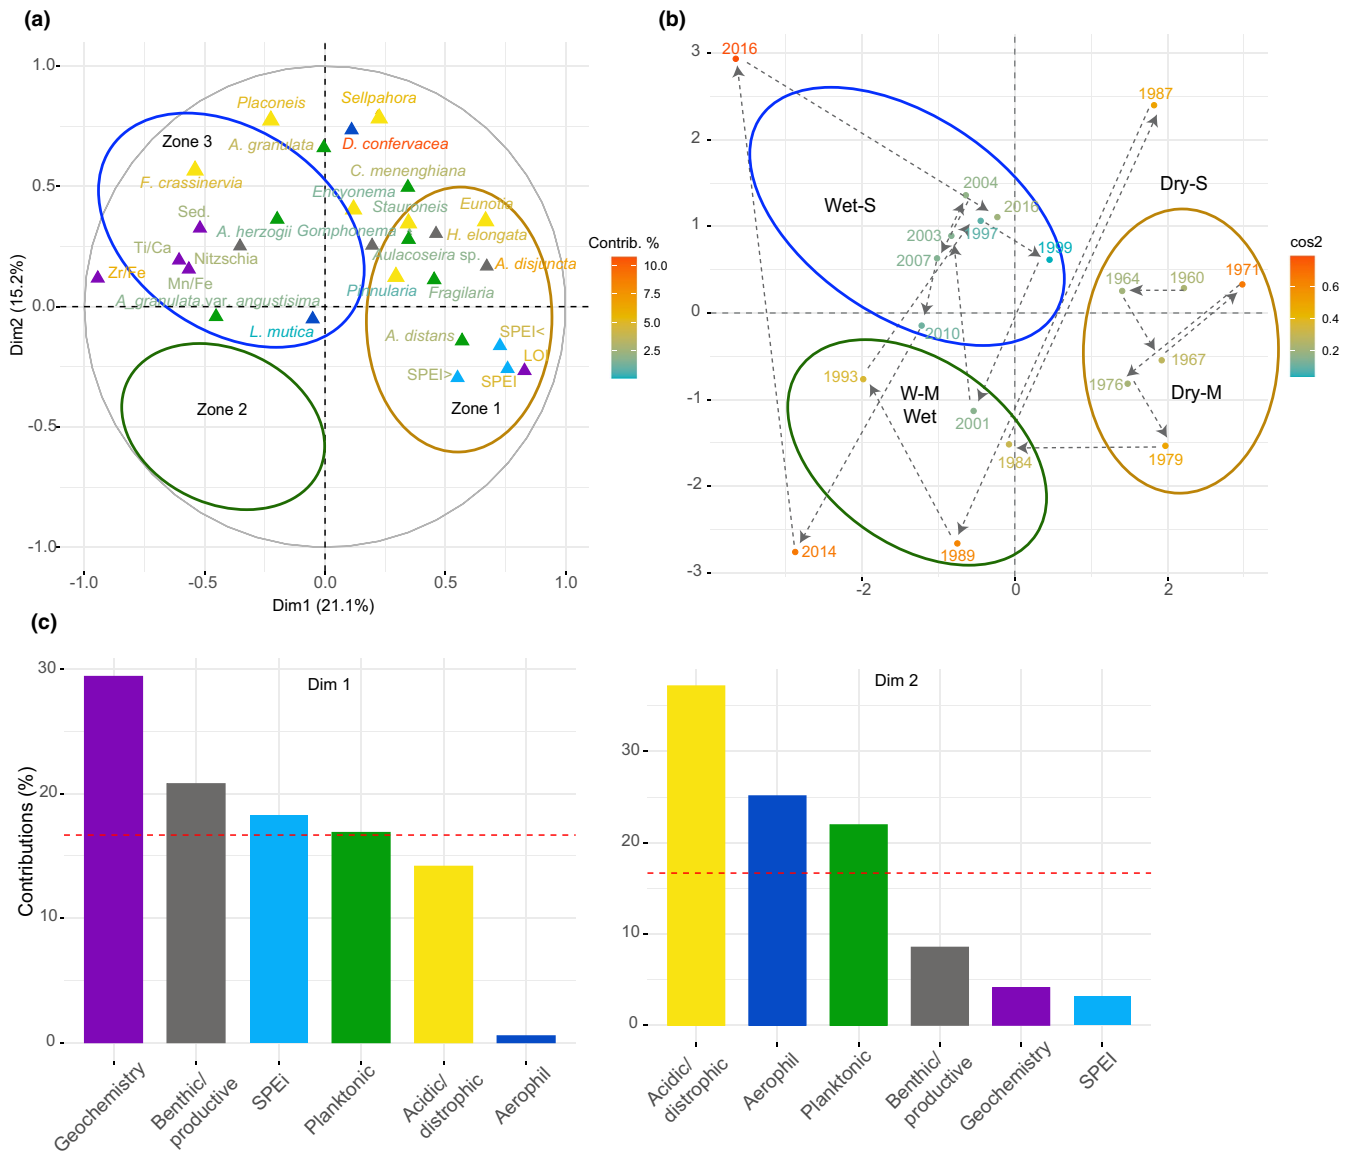 (a)
1.0
0.5
0.0
-0.5
-1.0
Dim2 (15.2%)
-1.0
-0.5
0.0
0.5
1.0
Dim1 (21.1%)
Placoneis
Sellpahora
Zone 3
A. granulata
D. confervacea
C. menenghiana
F. crassinervia
Encyonema
Stauroneis
Eunotia
Sed.
A. herzogii
Gomphonema
H. elongata
Ti/Ca
Nitzschia
Aulacoseira sp.
A. disjuncta
Zr/Fe
Mn/Fe
Pinnularia
Fragilaria
A. granulata var. angustisima
L. mutica
A. distans
SPEI<
LOI
SPEI>
SPEI
Zone 2
Zone 1
Contrib. %
10.0
7.5
5.0
2.5
(b)
3
2
1
0
-1
-2
-3
-2
0
2
2016
1987
Dry-S
2004
Wet-S
2016
1997
2003
1999
2007
1971
1964
1960
2010
1967
1993
W-M
Wet
1976
Dry-M
2001
1984
1979
2014
1989
cos2
0.6
0.4
0.2
(c)
Contributions (%)
30
20
10
0
Dim 1
Geochemistry
Benthic/
productive
SPEi
Planktonic
Acidic/
distrophic
Aerophil
30
20
10
0
Dim 2
Acidic/
distrophic
Aerophil
Planktonic
Benthic/
productive
Geochemistry
SPEI